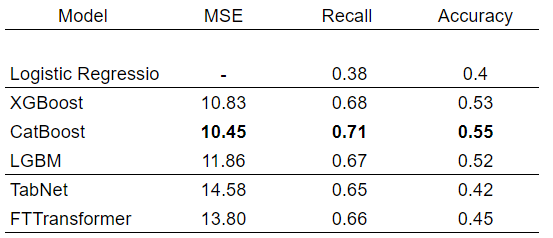 Model MSE Recall Accuracy
Logistic Regressio - 0.38 0.4
XGBoost 10.83 0.68 0.53
CatBoost 10.45 0.71 0.55
LGBM 11.86 0.67 0.52
TabNet 14.58 0.65 0.42
FTTransformer 13.80 0.66 0.45